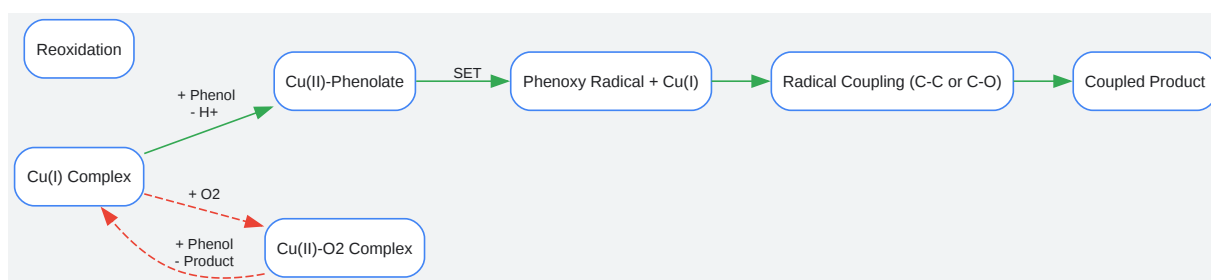 Reoxidation
Cu(II)-Phenolate
SET
Phenoxy Radical + Cu(I)
Radical Coupling (C-C or C-O)
Coupled Product
+ Phenol
- H+
Cu(I) Complex
+ O2
+ Phenol
- Product
Cu(II)-O2 Complex